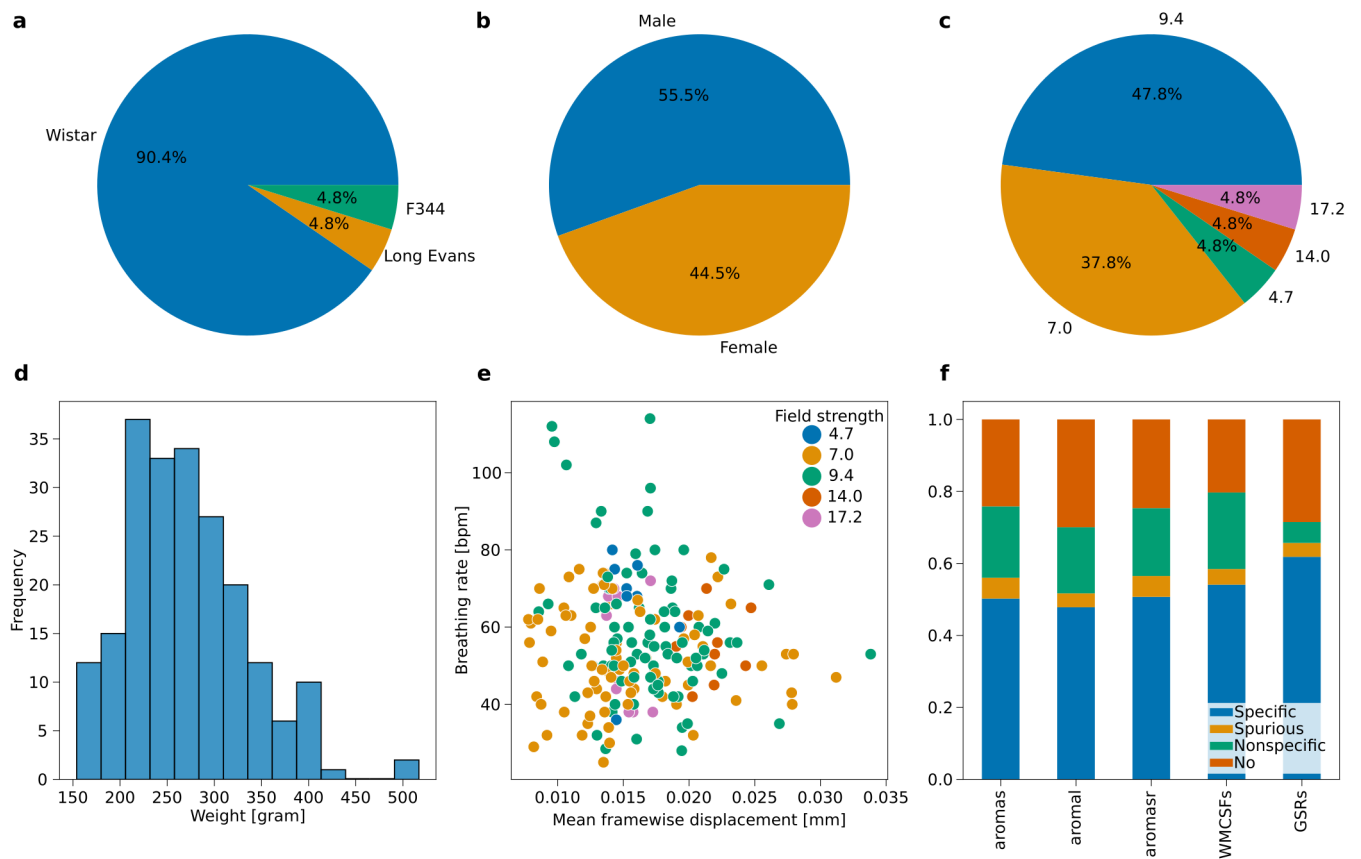 a
b
c
Male
9.4
55.5%
47.8%
Wistar
90.4%
4.8%
F344
4.8%
Long Evans
44.5%
Female
4.8%
17.2
4.8%
14.0
4.8%
4.7
37.8%
7.0
d
e
f
Frequency
35
30
25
20
15
10
5
0
150
200
250
300
350
400
450
500
Weight [gram]
Breathing rate [bpm]
100
80
60
40
Field strength
4.7
7.0
9.4
14.0
17.2
0.010
0.015
0.020
0.025
0.030
0.035
Mean framewise displacement [mm]
1.0
0.8
0.6
0.4
0.2
0.0
Specific
Spurious
Nonspecific
No
aromas
aromal
aromasr
WMCSFs
GSRs